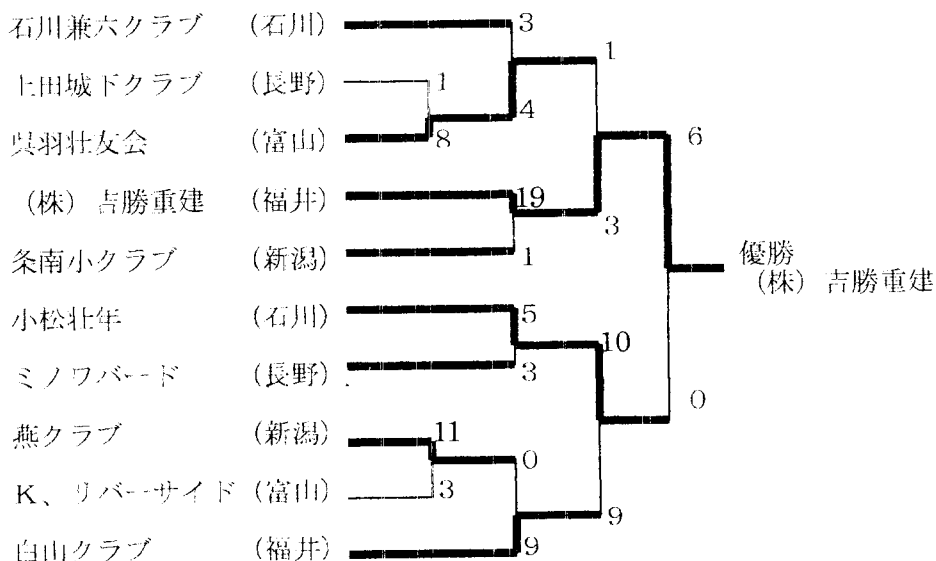 石川兼六クラブ (石川) 3
1
上田城下クラブ (長野) 1
4
呉羽壮友会 (富山) 8
6
(株) 吉勝重建 (福井) 19
3
条南小クラブ (新潟) 1
優勝
(株) 吉勝重建
小松壮年 (石川) 5
10
ミノワバード (長野) 3
0
燕クラブ (新潟) 11
0
K、リバーサイド (富山) 3
9
白山クラブ (福井) 9